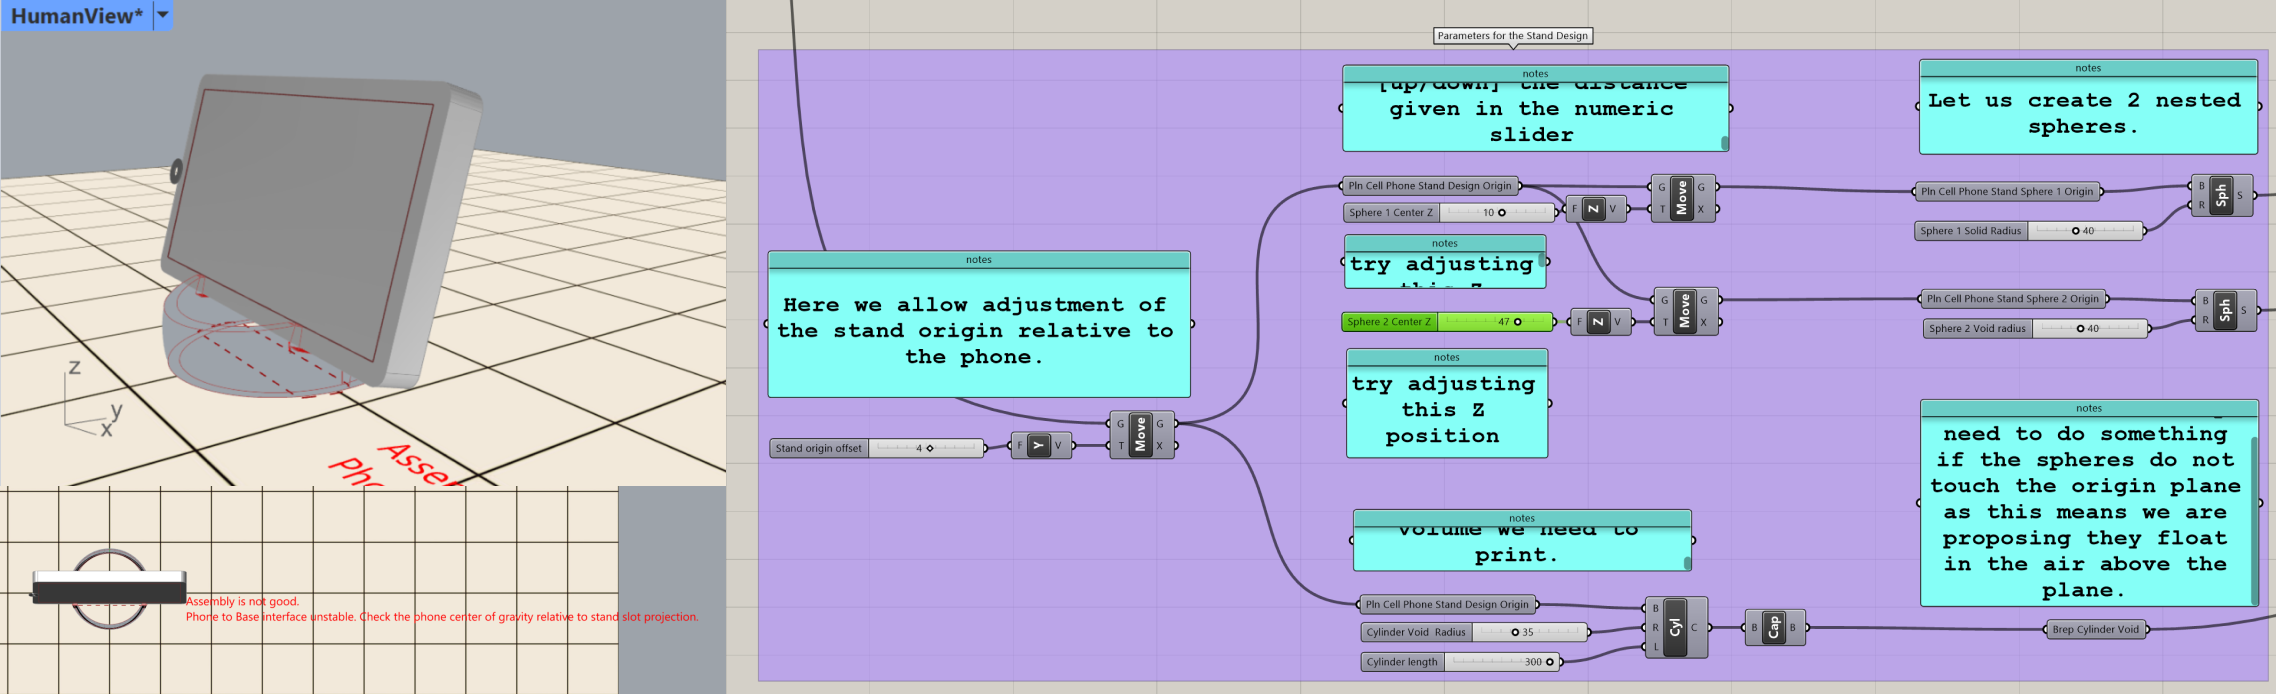 HumanView*
z
y
x
Asse
Pho
Assembly is not good.
Phone to Base interface unstable. Check the phone center of gravity relative to stand slot projection.
Parameters for the Stand Design
notes
[up/down] the distance
given in the numeric
slider
notes
Let us create 2 nested
spheres.
Pln Cell Phone Stand Design Origin
Sphere 1 Center Z 10
F Z V
G Move G
T X
Pln Cell Phone Stand Sphere 1 Origin
Sphere 1 Solid Radius 40
B Sph S
R
notes
try adjusting
this Z
Sphere 2 Center Z 47
F Z V
G Move G
T X
Pln Cell Phone Stand Sphere 2 Origin
Sphere 2 Void radius 40
B Sph S
R
notes
try adjusting
this Z
position
notes
Here we allow adjustment of
the stand origin relative to
the phone.
Stand origin offset 4
F Y V
G Move G
T X
notes
need to do something
if the spheres do not
touch the origin plane
as this means we are
proposing they float
in the air above the
plane.
notes
volume we need to
print.
Pln Cell Phone Stand Design Origin
Cylinder Void Radius 35
Cylinder length 300
B
R Cyl C
L
B Cap B
Brep Cylinder Void